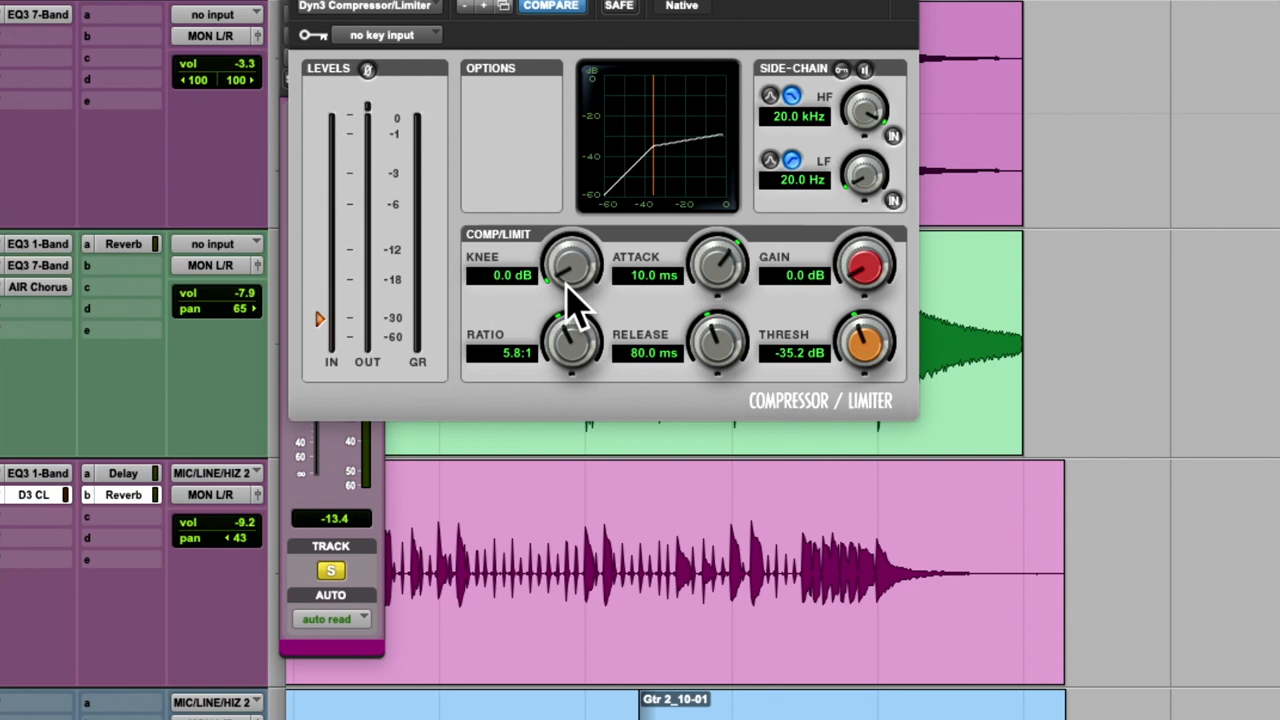 EQ3 7-Band
a
no input
b
MON L/R
c
vol -3.3
d
100 100
e
Dyn3 Compressor/Limiter
- +
COMPARE
SAFE
Native
no key input
LEVELS
OPTIONS
SIDE-CHAIN
dB
0
-20
-40
-60
-60 -40 -20 0
HF
20.0 kHz
IN
LF
20.0 Hz
IN
0
-1
-3
-6
-12
-18
-30
-60
IN OUT GR
COMP/LIMIT
KNEE
0.0 dB
ATTACK
10.0 ms
GAIN
0.0 dB
RATIO
5.8:1
RELEASE
80.0 ms
THRESH
-35.2 dB
COMPRESSOR / LIMITER
EQ3 1-Band
a Reverb
no input
EQ3 7-Band
b
MON L/R
AIR Chorus
c
vol -7.9
d
pan 65
e
40 40
60 50
∞ 60
-13.4
TRACK
S
AUTO
auto read
EQ3 1-Band
a Delay
MIC/LINE/HIZ 2
D3 CL
b Reverb
MON L/R
c
vol -9.2
d
pan 43
e
a
MIC/LINE/HIZ 2
Gtr 2_10-01